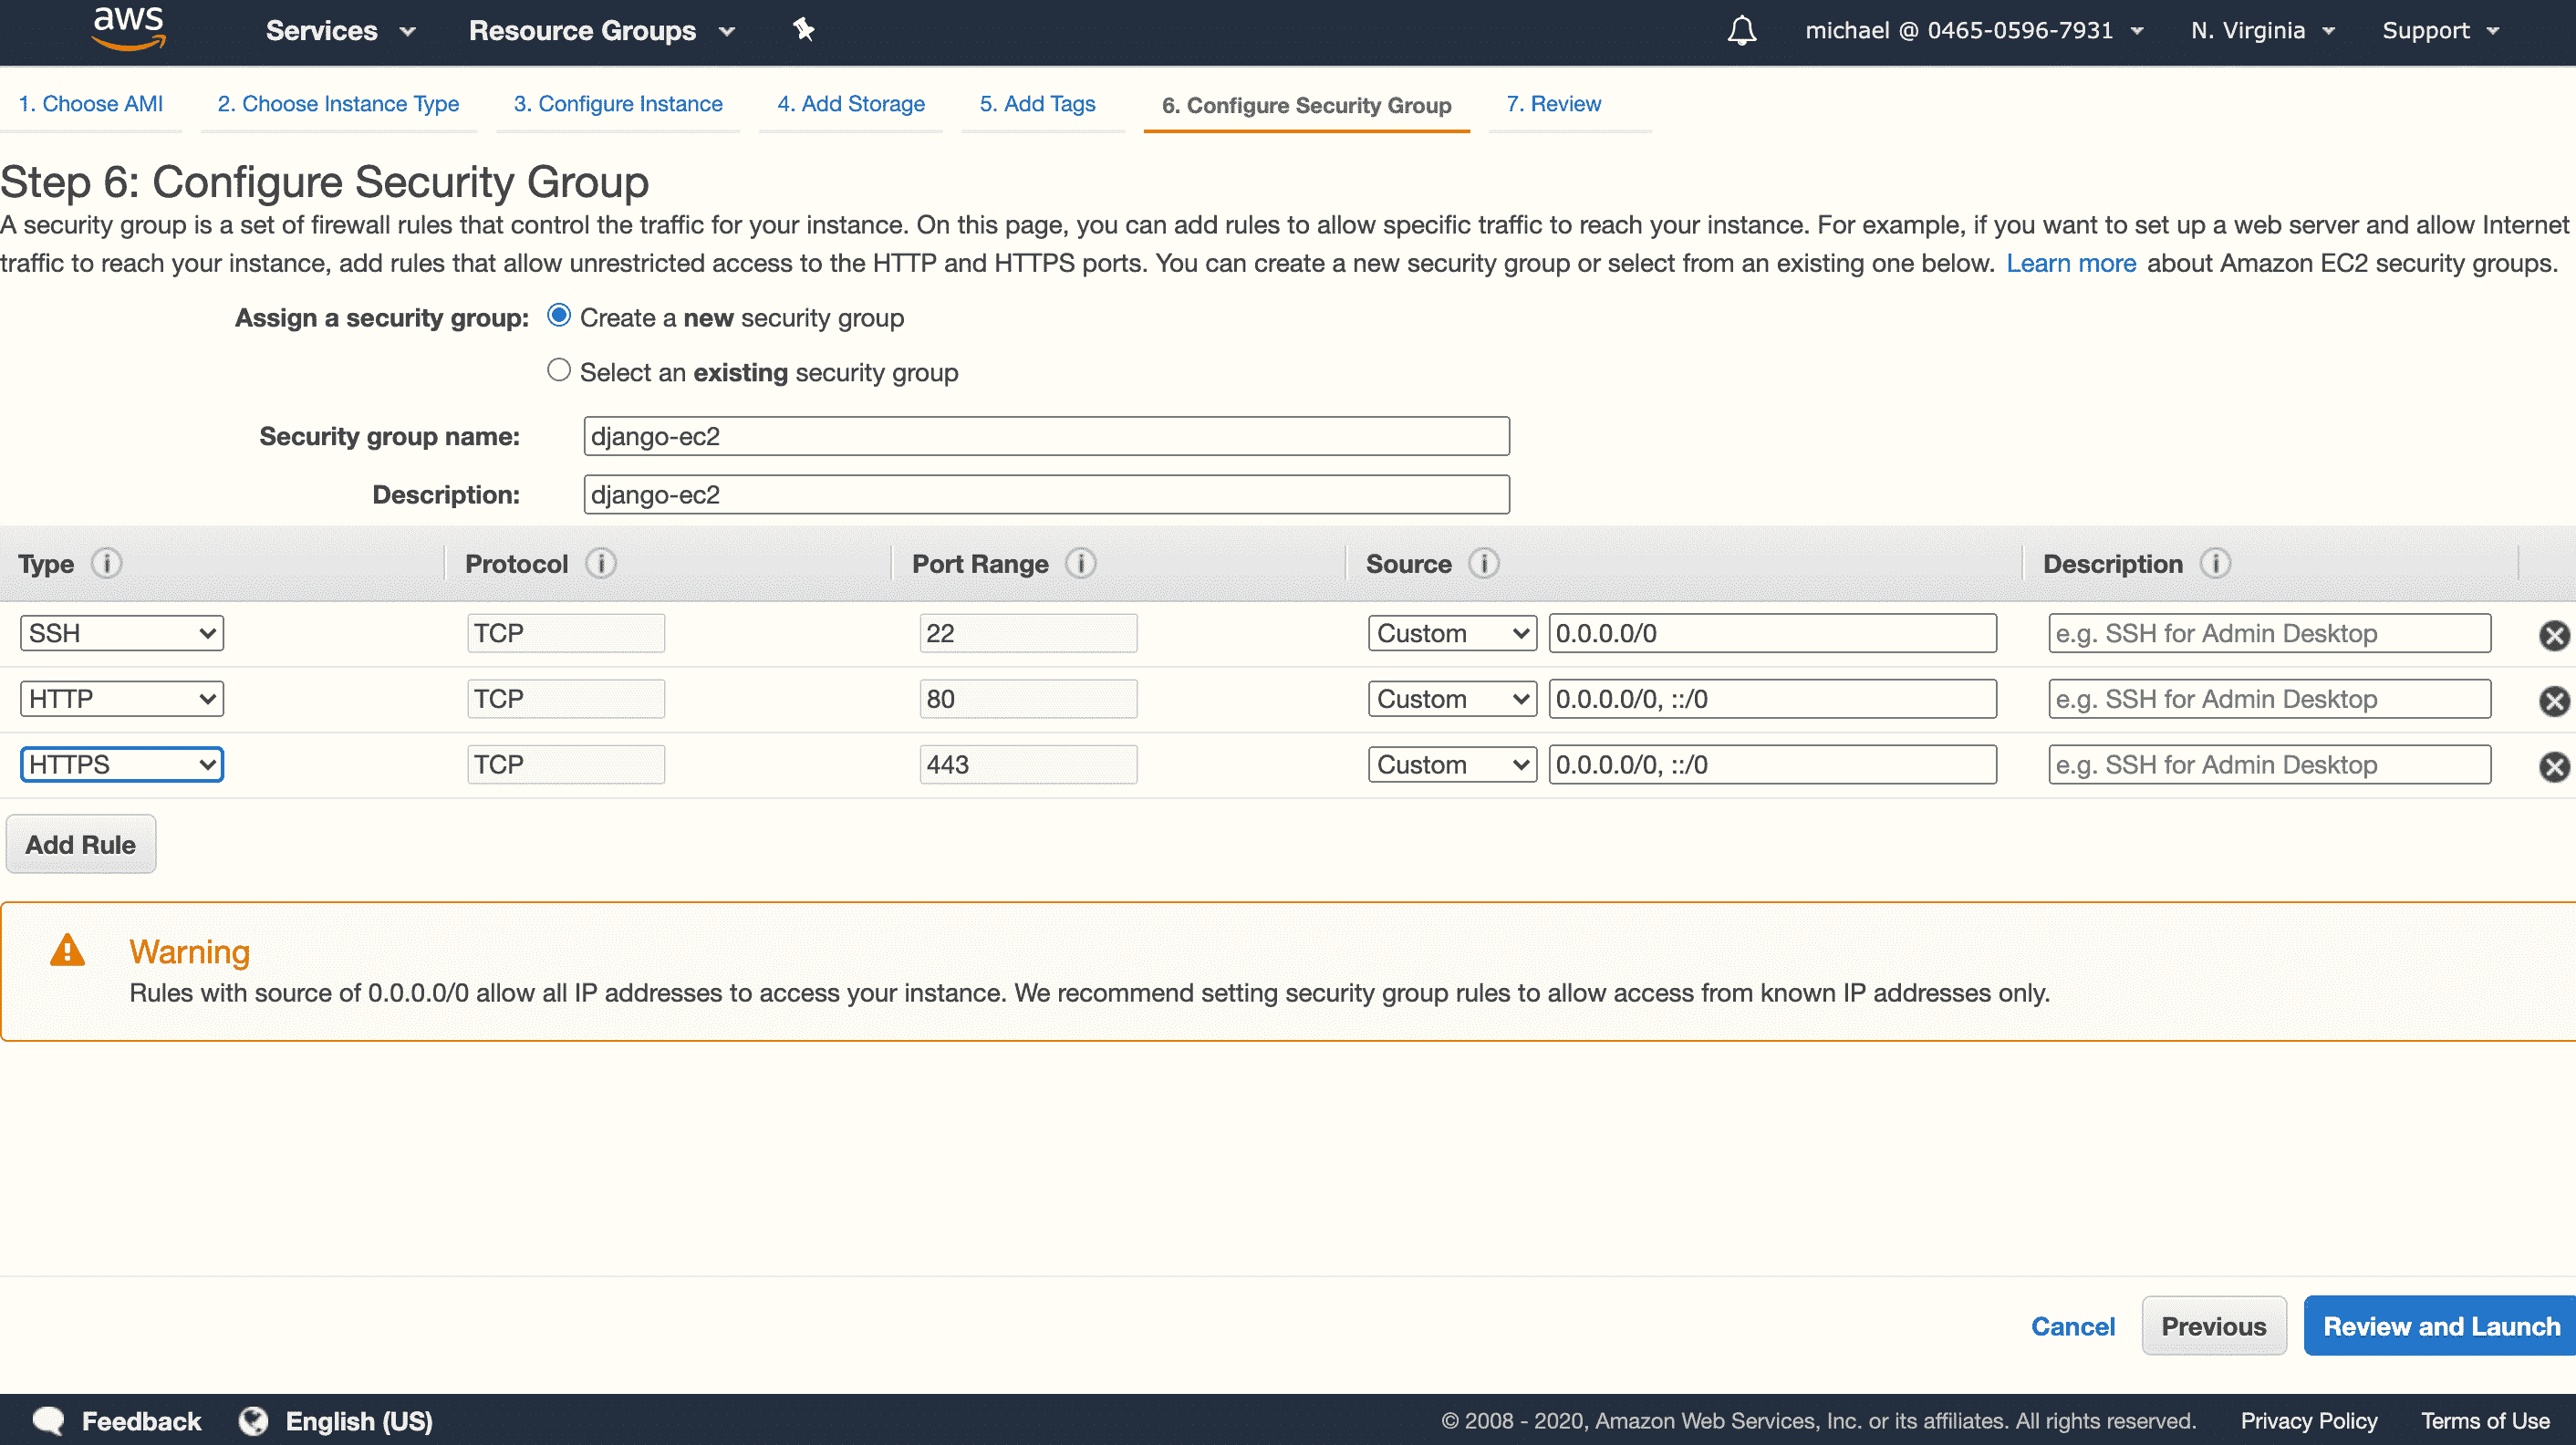 aws
Services Resource Groups michael @ 0465-0596-7931 N. Virginia Support
1. Choose AMI 2. Choose Instance Type 3. Configure Instance 4. Add Storage 5. Add Tags 6. Configure Security Group 7. Review
Step 6: Configure Security Group
A security group is a set of firewall rules that control the traffic for your instance. On this page, you can add rules to allow specific traffic to reach your instance. For example, if you want to set up a web server and allow Internet
traffic to reach your instance, add rules that allow unrestricted access to the HTTP and HTTPS ports. You can create a new security group or select from an existing one below. Learn more about Amazon EC2 security groups.
Assign a security group: Create a new security group
Select an existing security group
Security group name: django-ec2
Description: django-ec2
Type i Protocol i Port Range i Source i Description i
SSH TCP 22 Custom 0.0.0.0/0 e.g. SSH for Admin Desktop
HTTP TCP 80 Custom 0.0.0.0/0, ::/0 e.g. SSH for Admin Desktop
HTTPS TCP 443 Custom 0.0.0.0/0, ::/0 e.g. SSH for Admin Desktop
Add Rule
Warning
Rules with source of 0.0.0.0/0 allow all IP addresses to access your instance. We recommend setting security group rules to allow access from known IP addresses only.
Cancel Previous Review and Launch
Feedback English (US) © 2008 - 2020, Amazon Web Services, Inc. or its affiliates. All rights reserved. Privacy Policy Terms of Use